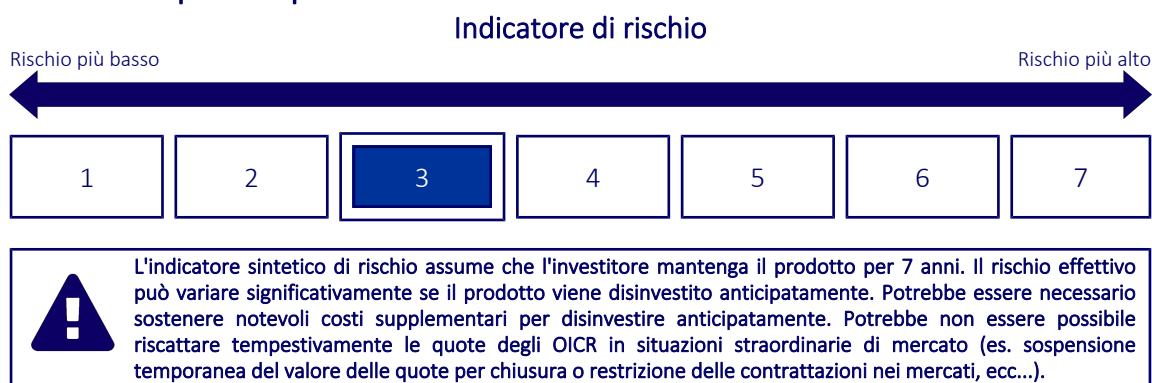 Indicatore di rischio
Rischio più basso
Rischio più alto
1
2
3
4
5
6
7
L'indicatore sintetico di rischio assume che l'investitore mantenga il prodotto per 7 anni. Il rischio effettivo
può variare significativamente se il prodotto viene disinvestito anticipatamente. Potrebbe essere necessario
sostenere notevoli costi supplementari per disinvestire anticipatamente. Potrebbe non essere possibile
riscattare tempestivamente le quote degli OICR in situazioni straordinarie di mercato (es. sospensione
temporanea del valore delle quote per chiusura o restrizione delle contrattazioni nei mercati, ecc...).